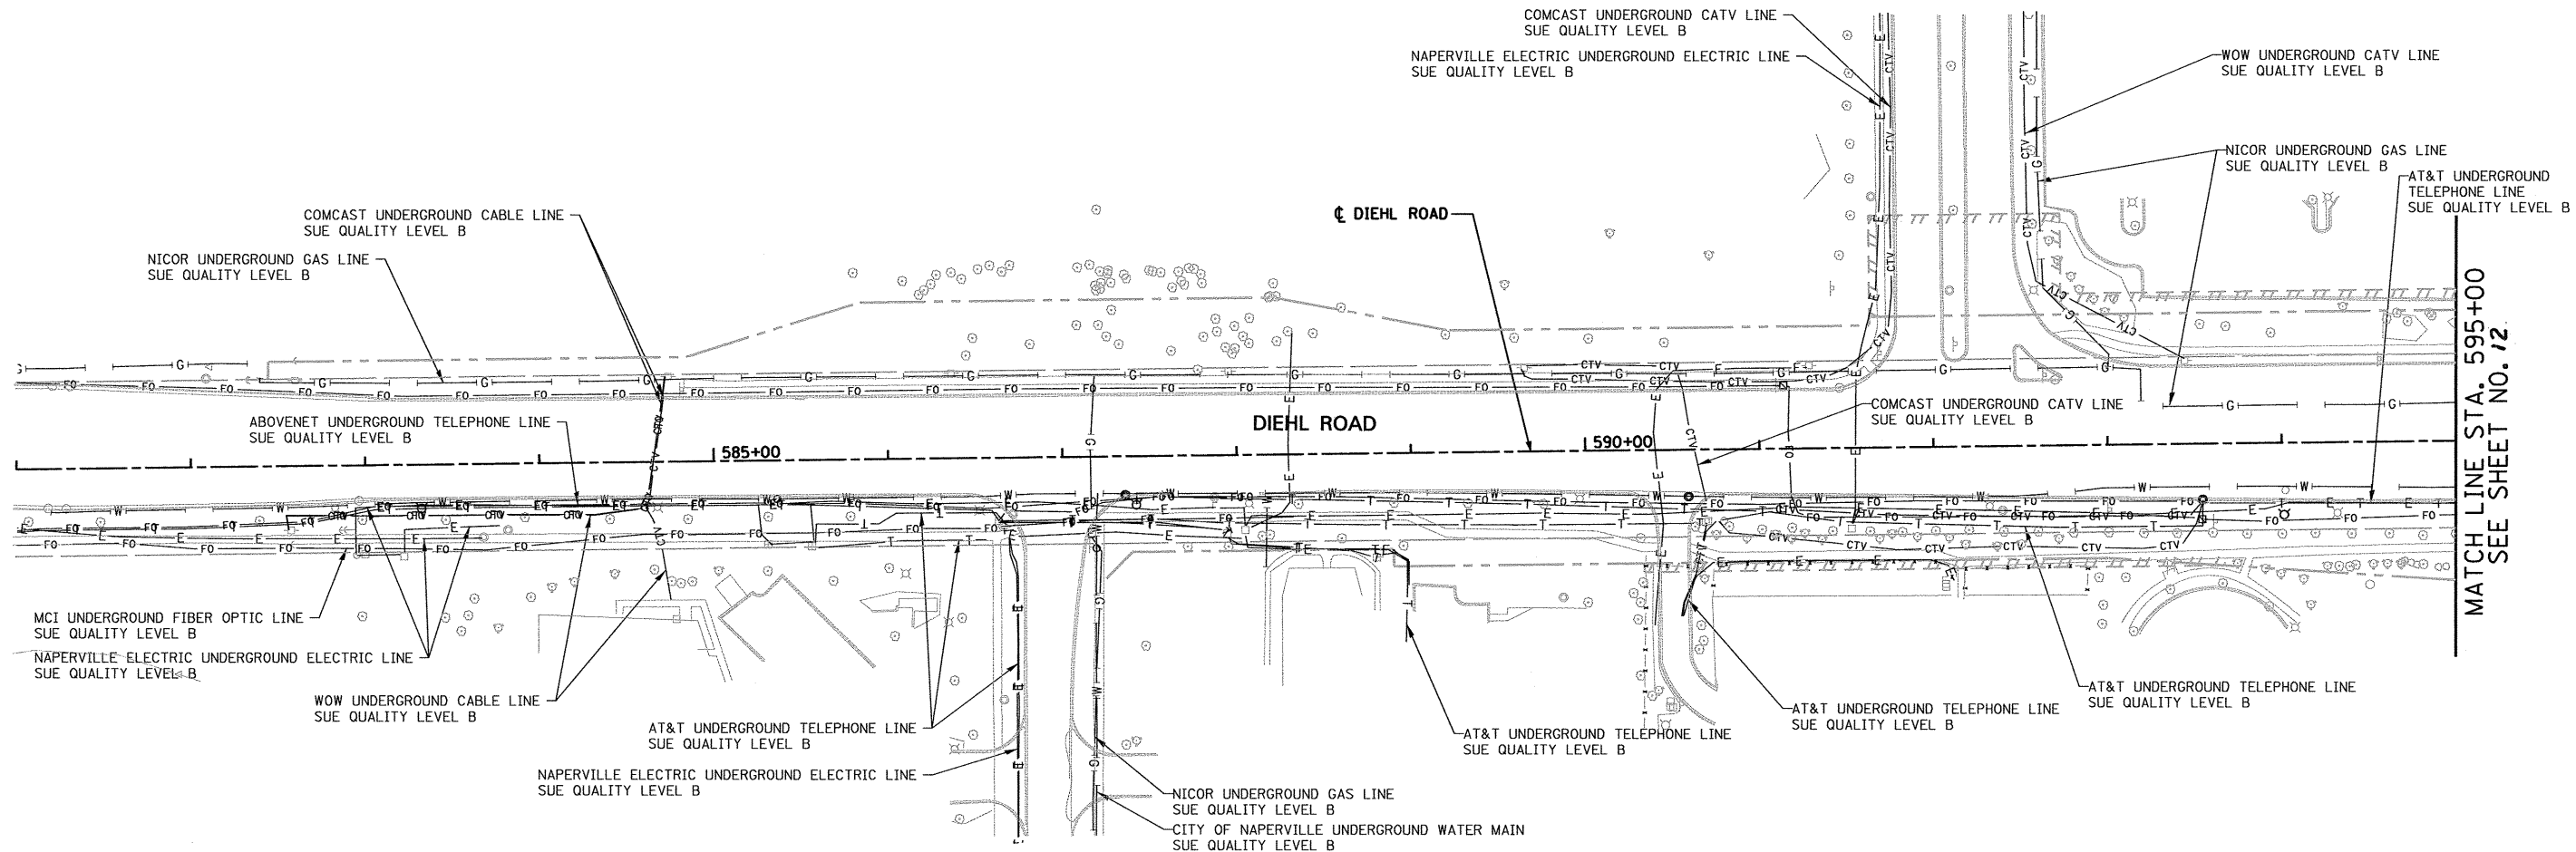 COMCAST UNDERGROUND CATV LINE
SUE QUALITY LEVEL B
NAPERVILLE ELECTRIC UNDERGROUND ELECTRIC LINE
SUE QUALITY LEVEL B
WOW UNDERGROUND CATV LINE
SUE QUALITY LEVEL B
NICOR UNDERGROUND GAS LINE
SUE QUALITY LEVEL B
AT&T UNDERGROUND
TELEPHONE LINE
SUE QUALITY LEVEL B
COMCAST UNDERGROUND CABLE LINE
SUE QUALITY LEVEL B
℄ DIEHL ROAD
NICOR UNDERGROUND GAS LINE
SUE QUALITY LEVEL B
MATCH LINE STA. 595+00
SEE SHEET NO. 12
ABOVENET UNDERGROUND TELEPHONE LINE
SUE QUALITY LEVEL B
DIEHL ROAD
COMCAST UNDERGROUND CATV LINE
SUE QUALITY LEVEL B
585+00
590+00
MCI UNDERGROUND FIBER OPTIC LINE
SUE QUALITY LEVEL B
NAPERVILLE ELECTRIC UNDERGROUND ELECTRIC LINE
SUE QUALITY LEVEL B
WOW UNDERGROUND CABLE LINE
SUE QUALITY LEVEL B
AT&T UNDERGROUND TELEPHONE LINE
SUE QUALITY LEVEL B
NAPERVILLE ELECTRIC UNDERGROUND ELECTRIC LINE
SUE QUALITY LEVEL B
NICOR UNDERGROUND GAS LINE
SUE QUALITY LEVEL B
CITY OF NAPERVILLE UNDERGROUND WATER MAIN
SUE QUALITY LEVEL B
AT&T UNDERGROUND TELEPHONE LINE
SUE QUALITY LEVEL B
AT&T UNDERGROUND TELEPHONE LINE
SUE QUALITY LEVEL B
AT&T UNDERGROUND TELEPHONE LINE
SUE QUALITY LEVEL B